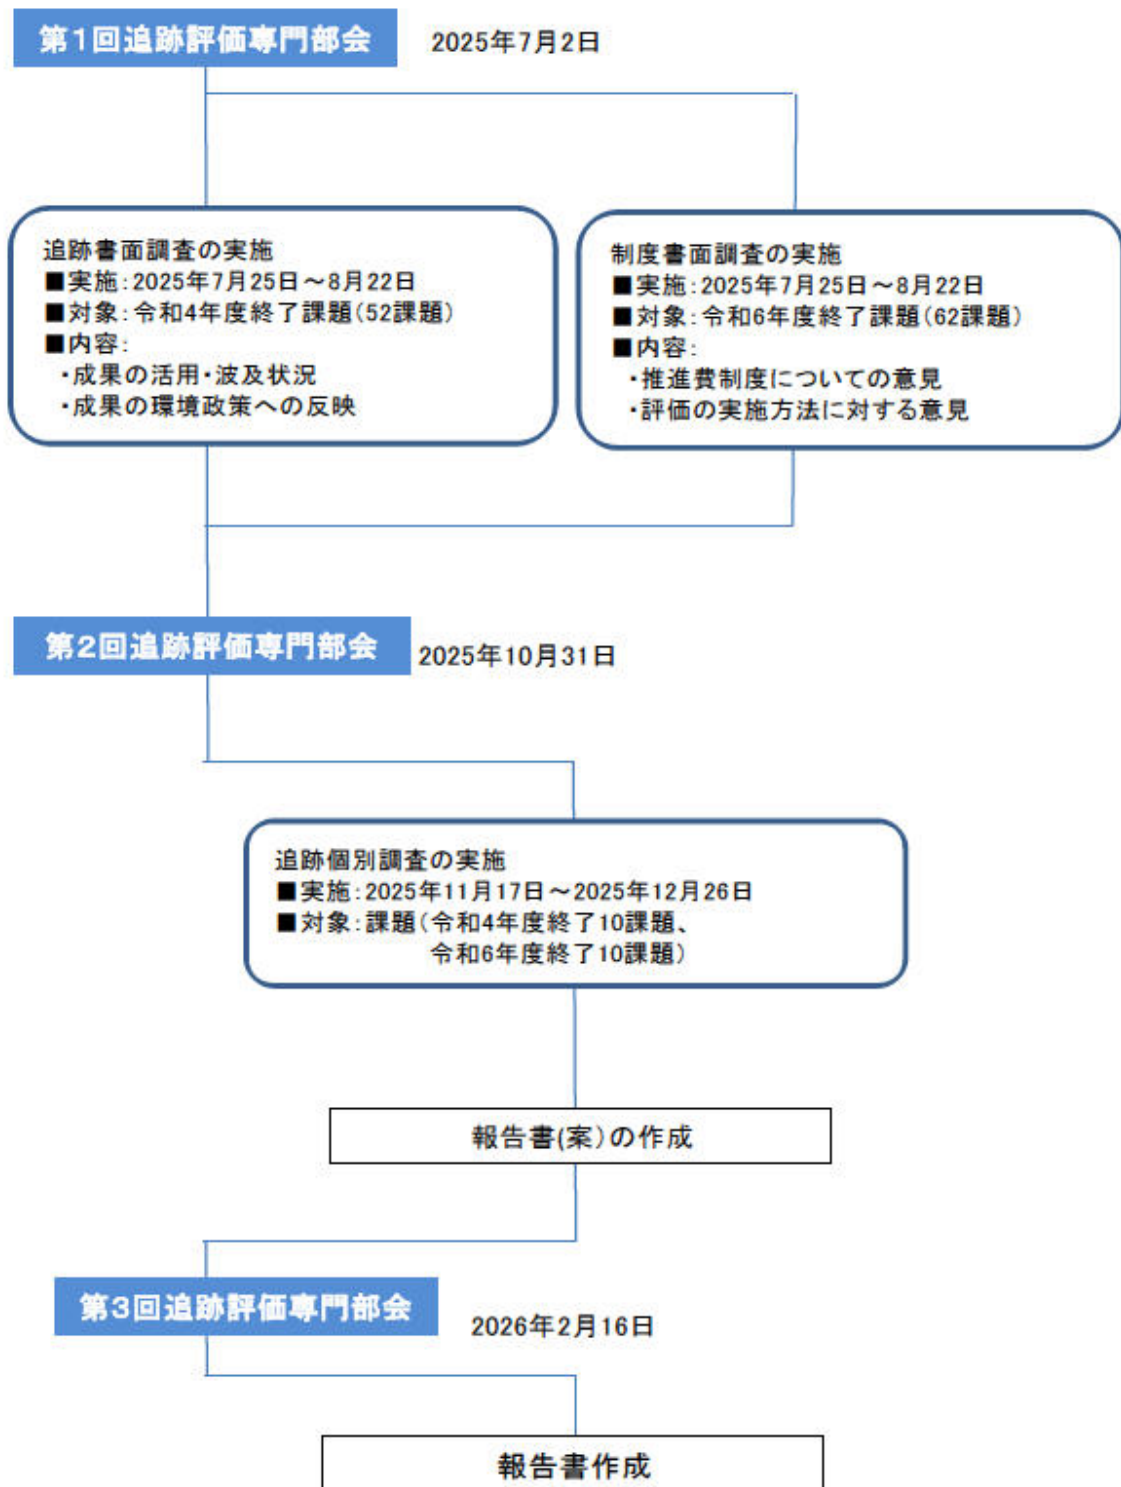 第1回追跡評価専門部会
2025年7月2日
追跡書面調査の実施
■実施:2025年7月25日~8月22日
■対象:令和4年度終了課題(52課題)
■内容:
・成果の活用・波及状況
・成果の環境政策への反映
制度書面調査の実施
■実施:2025年7月25日~8月22日
■対象:令和6年度終了課題(62課題)
■内容:
・推進費制度についての意見
・評価の実施方法に対する意見
第2回追跡評価専門部会
2025年10月31日
追跡個別調査の実施
■実施:2025年11月17日~2025年12月26日
■対象:課題(令和4年度終了10課題、
令和6年度終了10課題)
報告書(案)の作成
第3回追跡評価専門部会
2026年2月16日
報告書作成